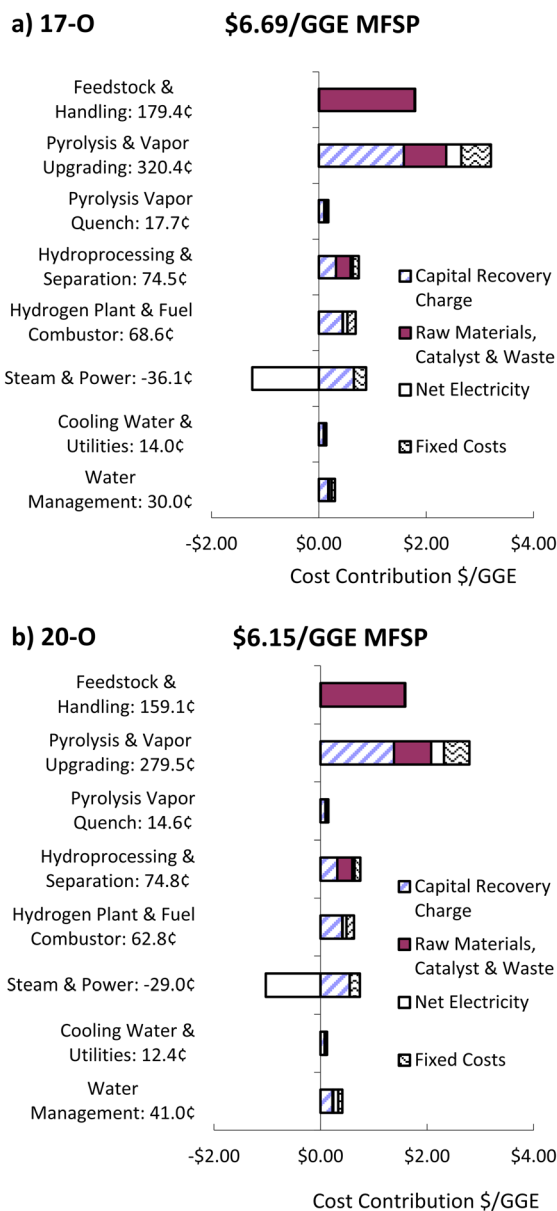 a) 17-O $6.69/GGE MFSP
Feedstock &
Handling: 179.4¢
Pyrolysis & Vapor
Upgrading: 320.4¢
Pyrolysis Vapor
Quench: 17.7¢
Hydroprocessing &
Separation: 74.5¢
Hydrogen Plant & Fuel
Combustor: 68.6¢
Steam & Power: -36.1¢
Cooling Water &
Utilities: 14.0¢
Water
Management: 30.0¢
Capital Recovery
Charge
Raw Materials,
Catalyst & Waste
Net Electricity
Fixed Costs
-$2.00 $0.00 $2.00 $4.00
Cost Contribution $/GGE
b) 20-O $6.15/GGE MFSP
Feedstock &
Handling: 159.1¢
Pyrolysis & Vapor
Upgrading: 279.5¢
Pyrolysis Vapor
Quench: 14.6¢
Hydroprocessing &
Separation: 74.8¢
Hydrogen Plant & Fuel
Combustor: 62.8¢
Steam & Power: -29.0¢
Cooling Water &
Utilities: 12.4¢
Water
Management: 41.0¢
Capital Recovery
Charge
Raw Materials,
Catalyst & Waste
Net Electricity
Fixed Costs
-$2.00 $0.00 $2.00 $4.00
Cost Contribution $/GGE